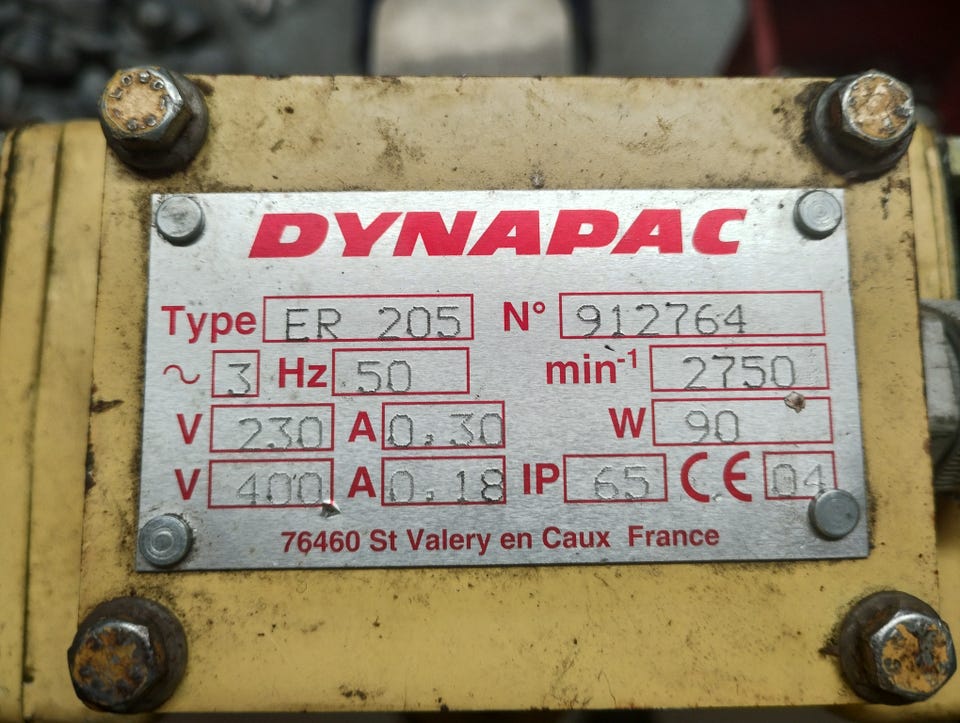 DYNAPAC
Type ER 205 N° 912764
~ 3 Hz 50 min-1 2750
V 230 A 0,30 W 90
V 400 A 0,18 IP 65 CE 04
76460 St Valery en Caux France